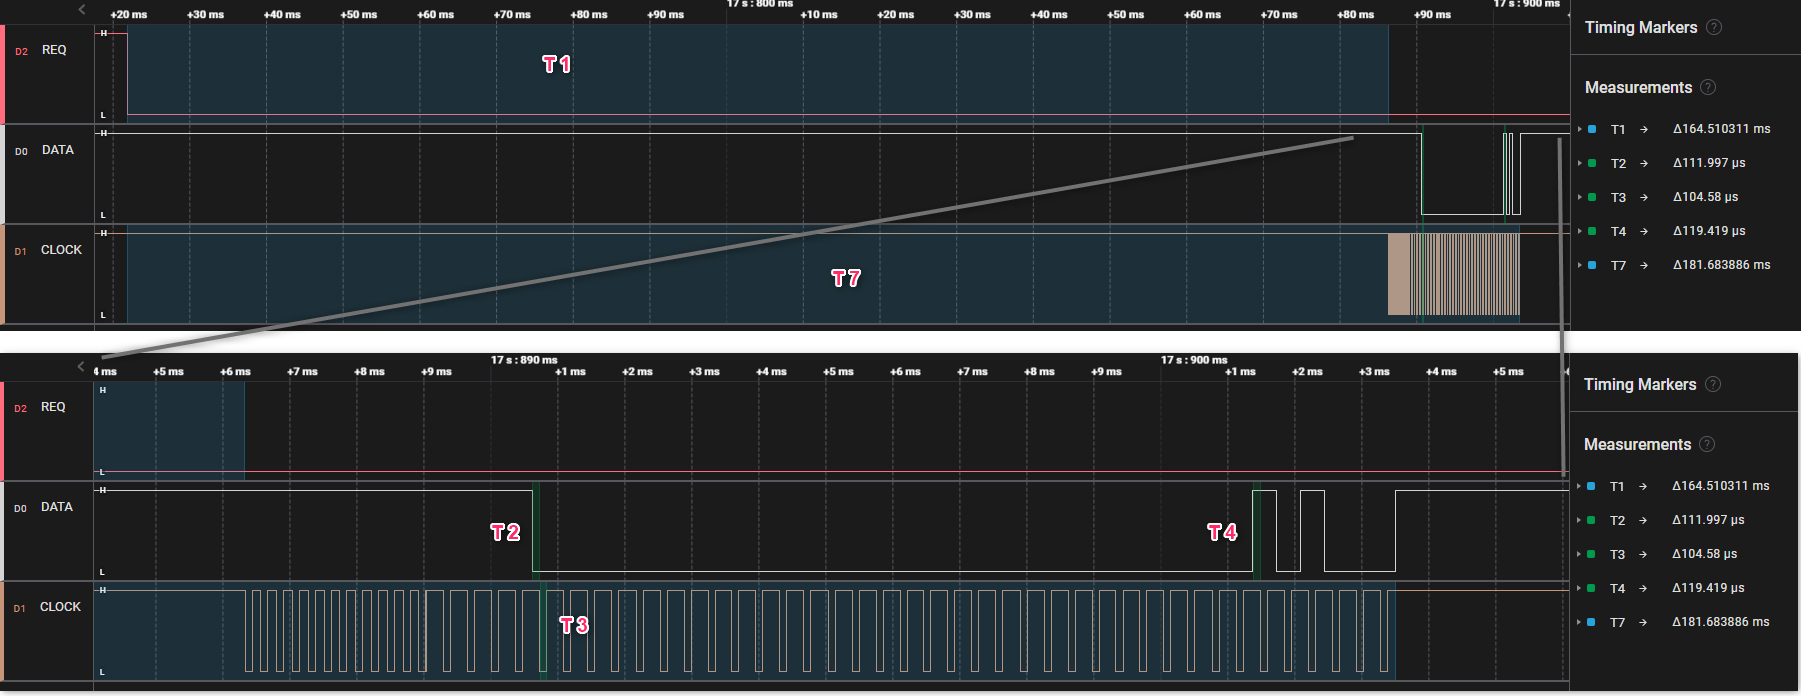 17 s : 800 ms 17 s : 900 ms
+20 ms +30 ms +40 ms +50 ms +60 ms +70 ms +80 ms +90 ms +10 ms +20 ms +30 ms +40 ms +50 ms +60 ms +70 ms +80 ms +90 ms
D2 REQ H L
T 1
D0 DATA H L
D1 CLOCK H L
T 7
Timing Markers ?
Measurements ?
T1 → Δ164.510311 ms
T2 → Δ111.997 µs
T3 → Δ104.58 µs
T4 → Δ119.419 µs
T7 → Δ181.683886 ms
17 s : 890 ms 17 s : 900 ms
4 ms +5 ms +6 ms +7 ms +8 ms +9 ms +1 ms +2 ms +3 ms +4 ms +5 ms +6 ms +7 ms +8 ms +9 ms +1 ms +2 ms +3 ms +4 ms +5 ms
D2 REQ H L
D0 DATA H L
T 2
T 4
D1 CLOCK H L
T 3
Timing Markers ?
Measurements ?
T1 → Δ164.510311 ms
T2 → Δ111.997 µs
T3 → Δ104.58 µs
T4 → Δ119.419 µs
T7 → Δ181.683886 ms